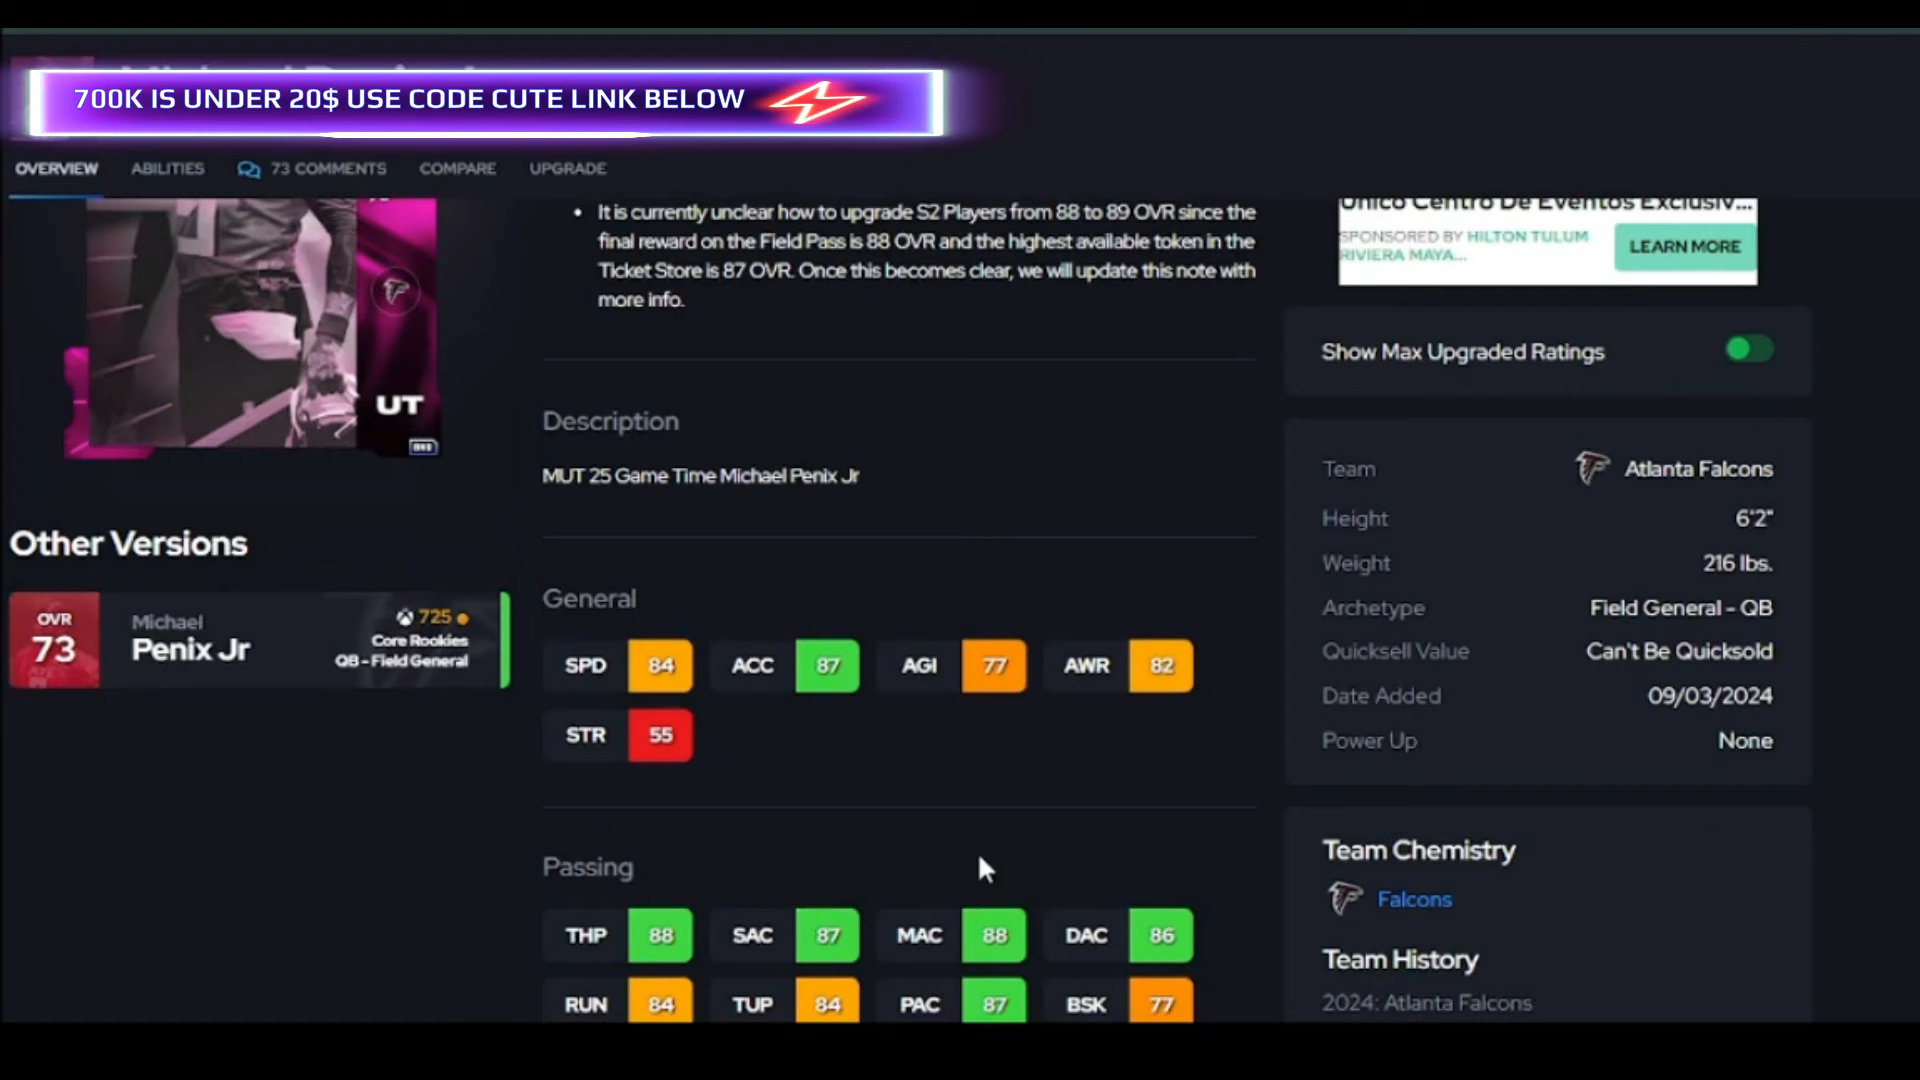 700K IS UNDER 20$ USE CODE CUTE LINK BELOW
OVERVIEW
ABILITIES
73 COMMENTS
COMPARE
UPGRADE
• It is currently unclear how to upgrade S2 Players from 88 to 89 OVR since the
final reward on the Field Pass is 88 OVR and the highest available token in the
Ticket Store is 87 OVR. Once this becomes clear, we will update this note with
more info.
UT
Description
MUT 25 Game Time Michael Penix Jr
Other Versions
OVR
73
Michael
Penix Jr
725
Core Rookies
QB - Field General
General
SPD 84 ACC 87 AGI 77 AWR 82
STR 55
Passing
THP 88 SAC 87 MAC 88 DAC 86
RUN 84 TUP 84 PAC 87 BSK 77
Único Centro De Eventos Exclusiv...
SPONSORED BY HILTON TULUM
RIVIERA MAYA...
LEARN MORE
Show Max Upgraded Ratings
Team Atlanta Falcons
Height 6'2"
Weight 216 lbs.
Archetype Field General - QB
Quicksell Value Can't Be Quicksold
Date Added 09/03/2024
Power Up None
Team Chemistry
Falcons
Team History
2024: Atlanta Falcons